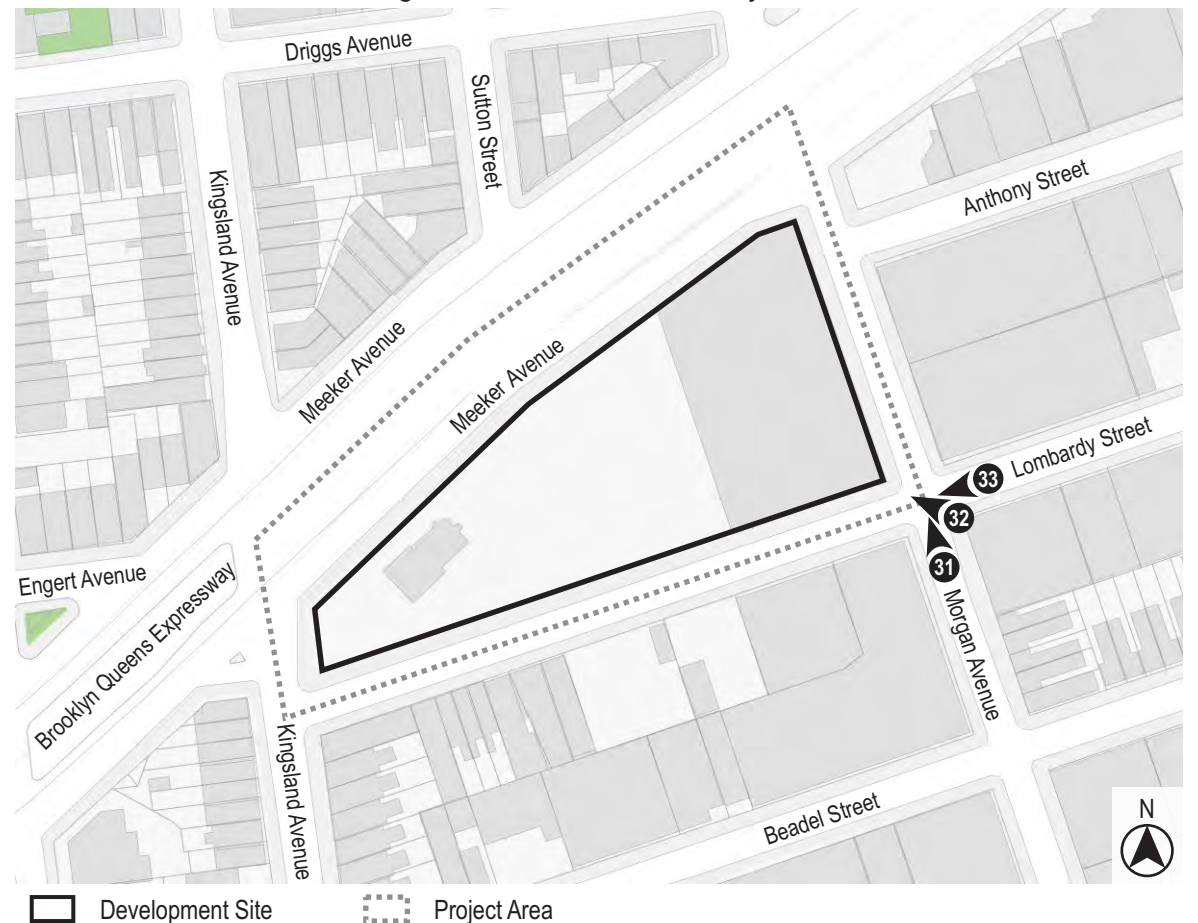 Driggs Avenue
Sutton Street
Kingsland Avenue
Anthony Street
Meeker Avenue
Meeker Avenue
Lombardy Street
33
32
31
Engert Avenue
Brooklyn Queens Expressway
Morgan Avenue
Kingsland Avenue
Beadel Street
N
Development Site
Project Area